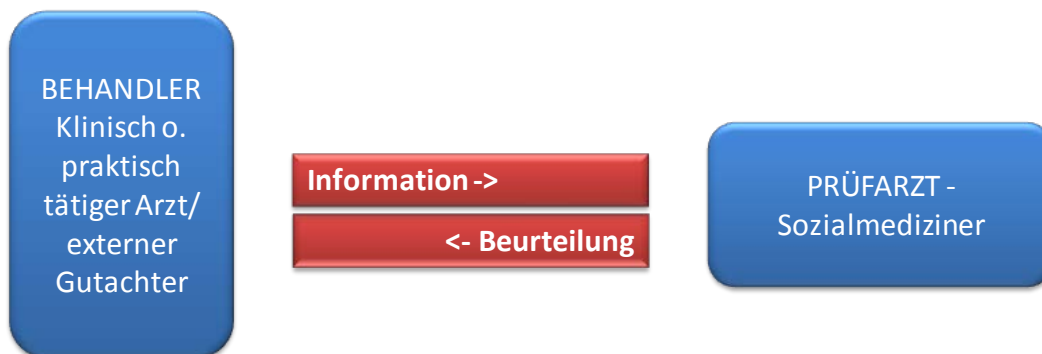 BEHANDLER
Klinisch o.
praktisch
tätiger Arzt/
externer
Gutachter
Information ->
<- Beurteilung
PRÜFARZT -
Sozialmediziner